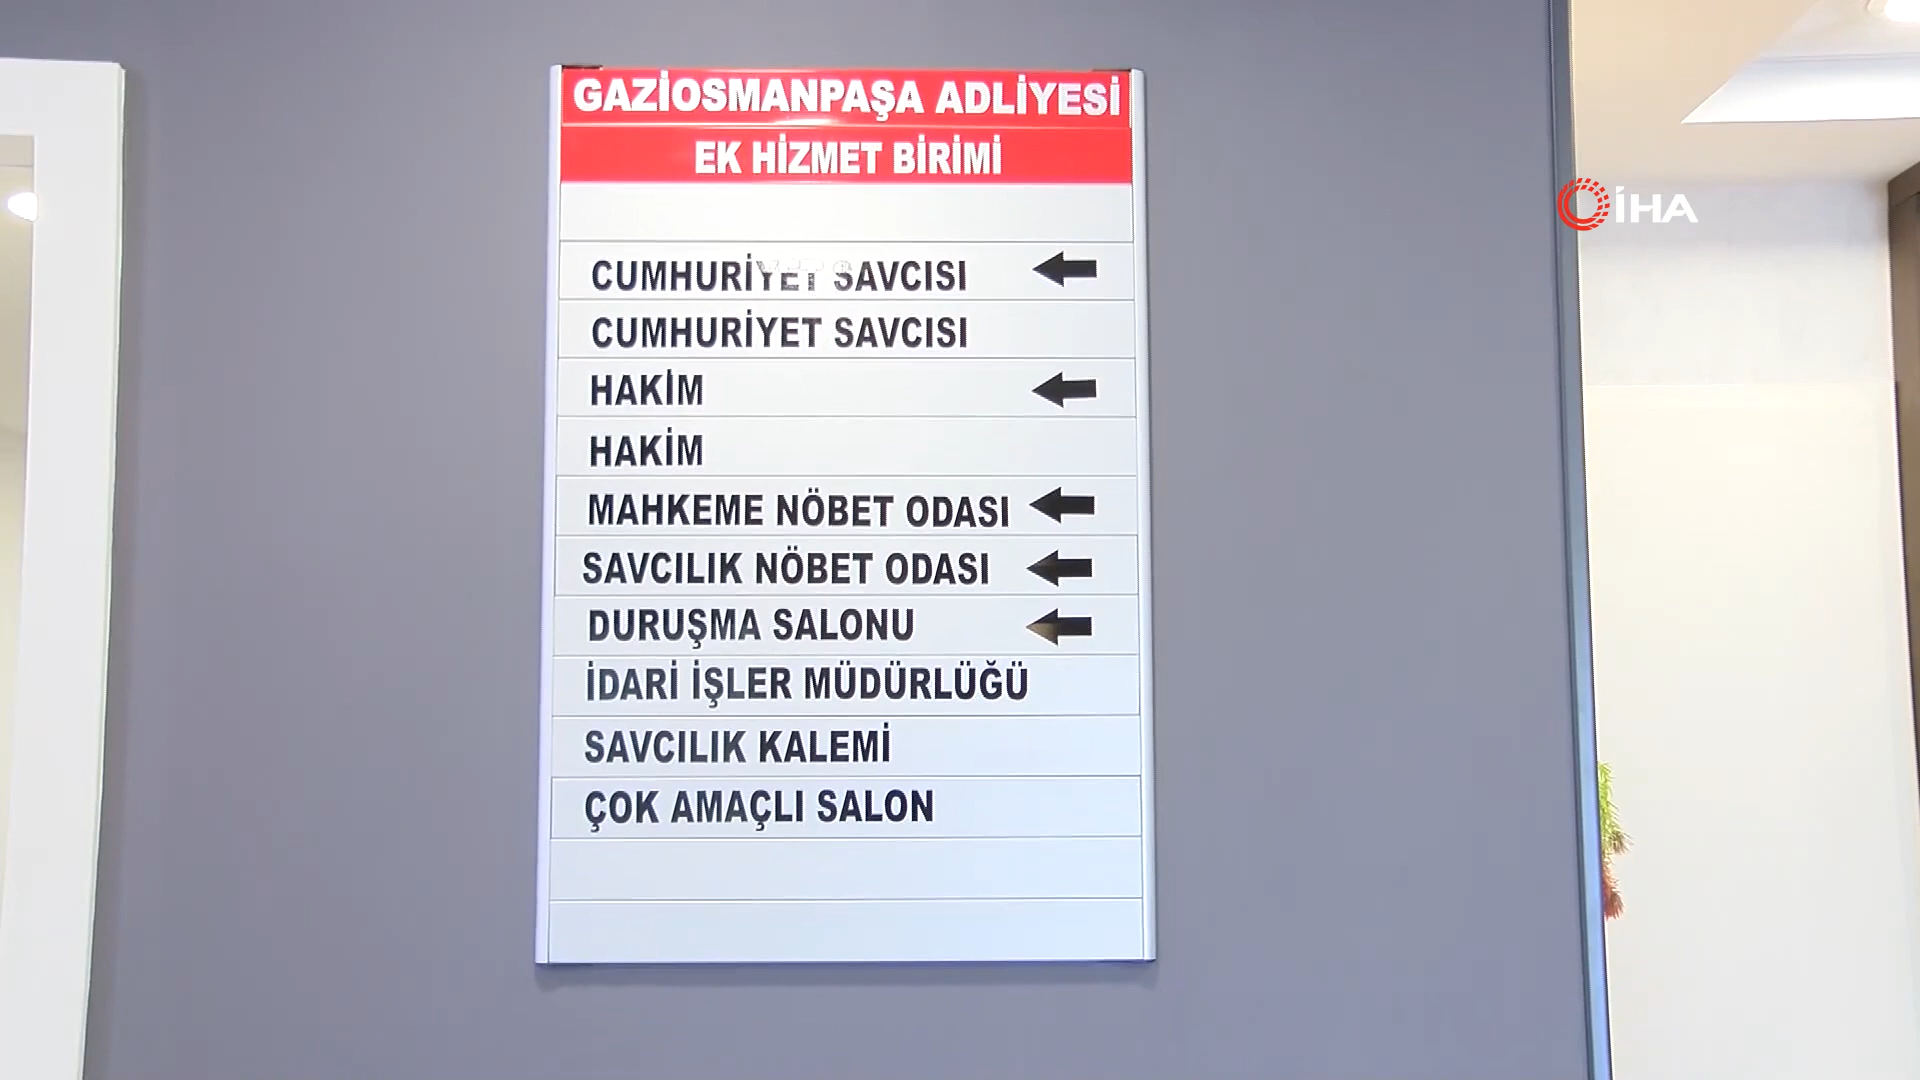 GAZİOSMANPAŞA ADLİYESİ
EK HİZMET BİRİMİ
CUMHURİYET SAVCISI
CUMHURİYET SAVCISI
HAKİM
HAKİM
MAHKEME NÖBET ODASI
SAVCILIK NÖBET ODASI
DURUŞMA SALONU
İDARİ İŞLER MÜDÜRLÜĞÜ
SAVCILIK KALEMİ
ÇOK AMAÇLI SALON
İHA